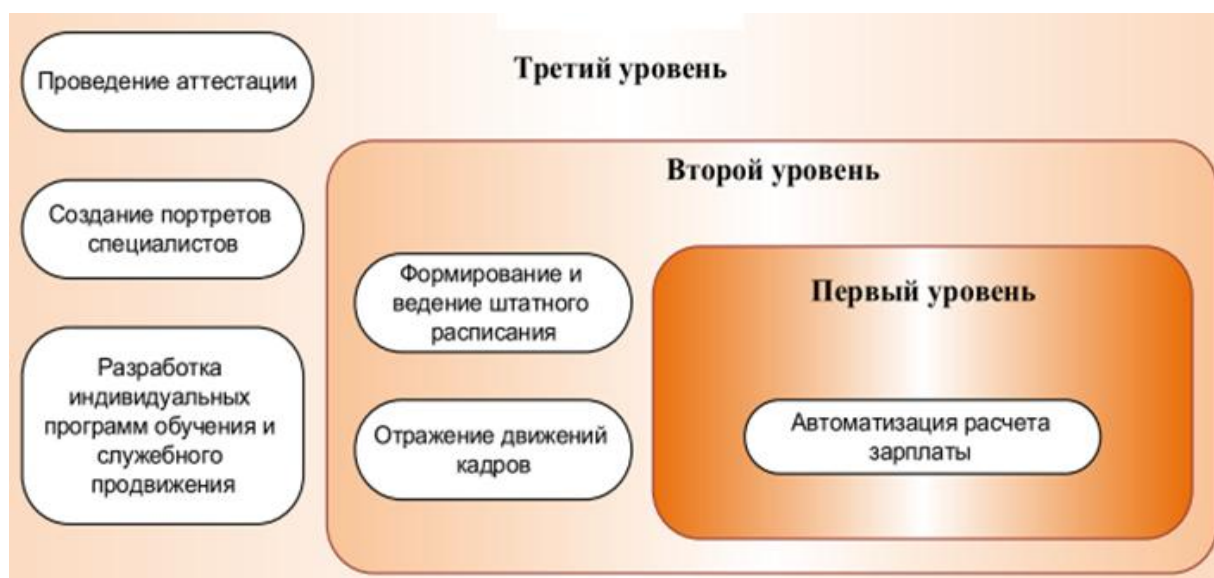 Третий уровень
Проведение аттестации
Создание портретов
специалистов
Разработка
индивидуальных
программ обучения и
служебного
продвижения
Второй уровень
Формирование и
ведение штатного
расписания
Отражение движений
кадров
Первый уровень
Автоматизация расчета
зарплаты